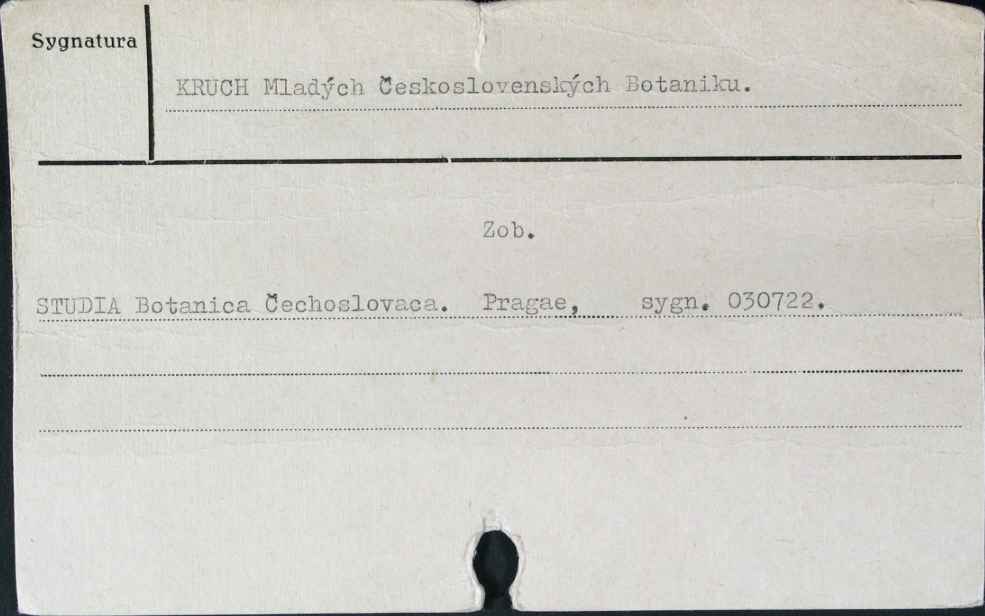 Sygnatura
KRUCH Mladých Československých Botaniku.
Zob.
STUDIA Botanica Čechoslovaca. Pragae, sygn. 030722.